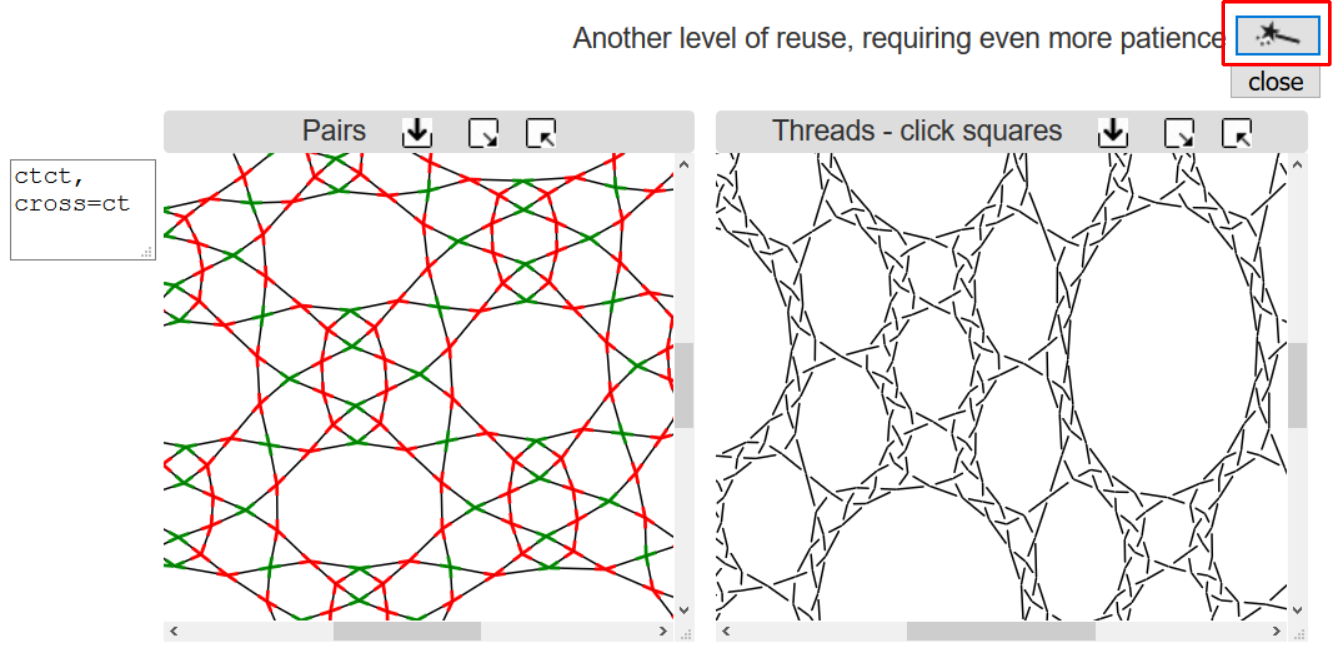 Another level of reuse, requiring even more patience
close
Pairs
Threads - click squares
ctct,
cross=ct